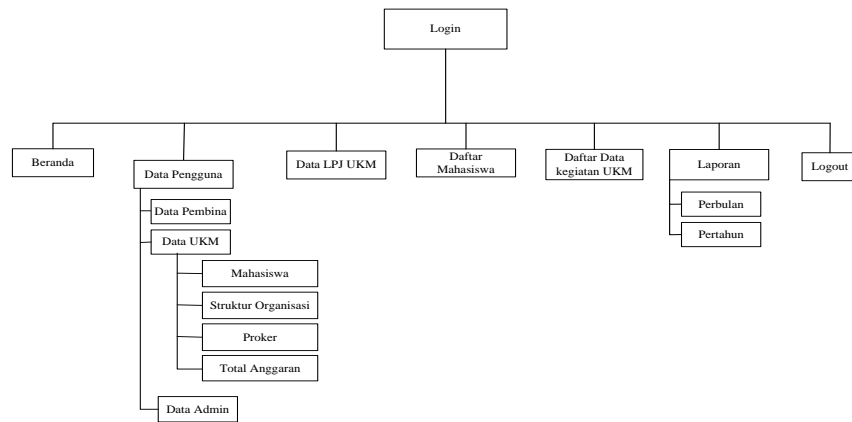 Login
Beranda
Data Pengguna
Data LPJ UKM
Daftar
Mahasiswa
Daftar Data
kegiatan UKM
Laporan
Logout
Data Pembina
Data UKM
Mahasiswa
Struktur Organisasi
Proker
Total Anggaran
Data Admin
Perbulan
Pertahun